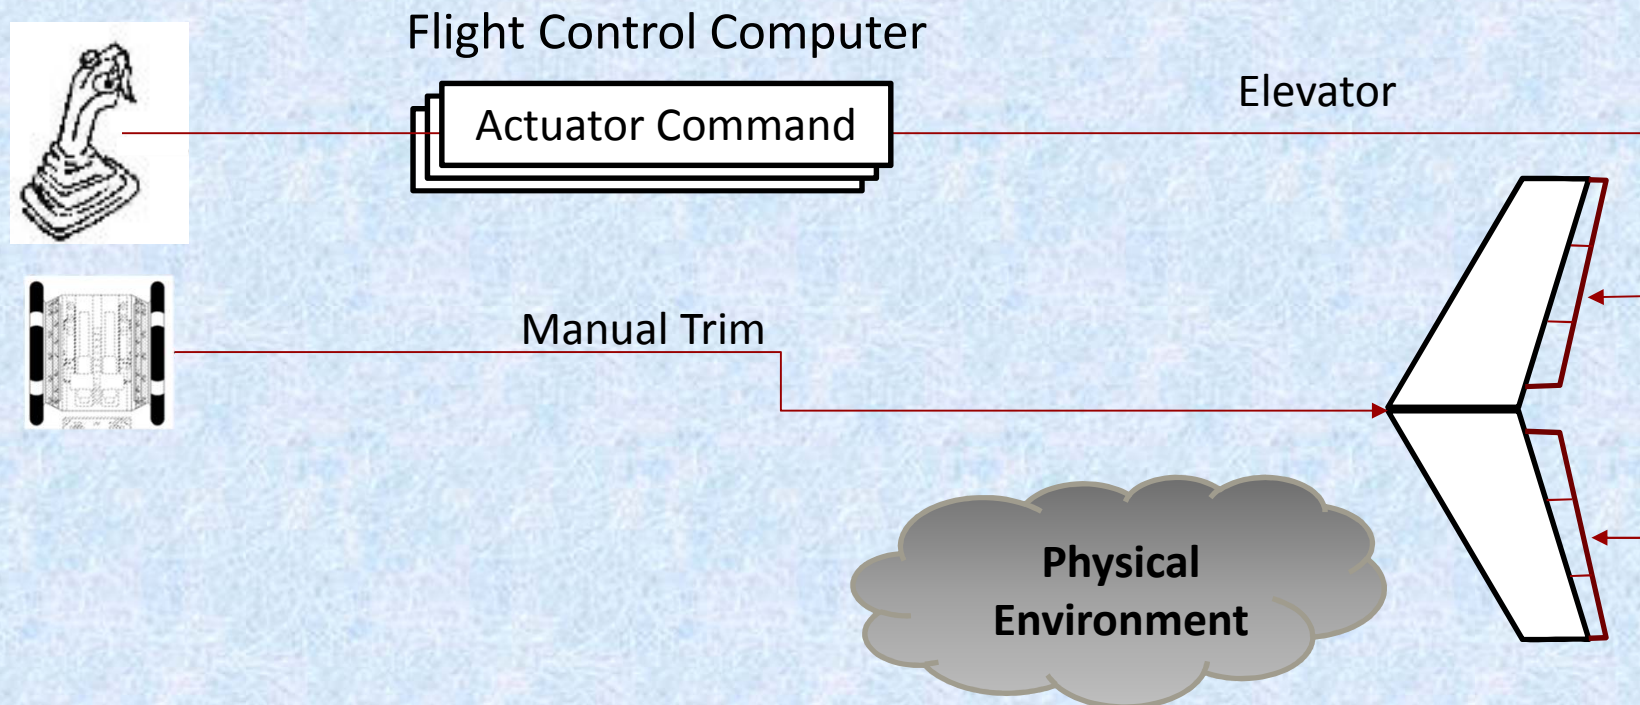 Flight Control Computer
Actuator Command
Elevator
Manual Trim
Physical
Environment